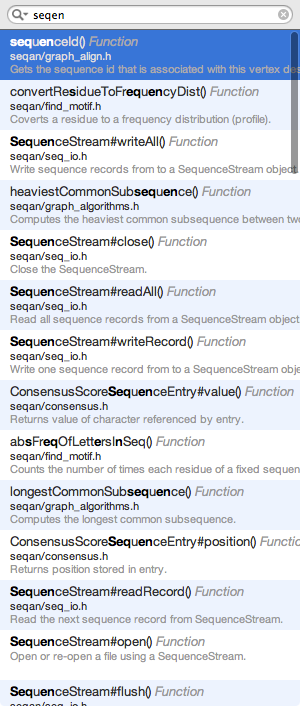 seqen
sequenceId() Function
seqan/graph_align.h
Gets the sequence id that is associated with this vertex des
convertResidueToFrequencyDist() Function
seqan/find_motif.h
Coverts a residue to a frequency distribution (profile).
SequenceStream#writeAll() Function
seqan/seq_io.h
Write sequence records from to a SequenceStream object
heaviestCommonSubsequence() Function
seqan/graph_algorithms.h
Computes the heaviest common subsequence between two
SequenceStream#close() Function
seqan/seq_io.h
Close the SequenceStream.
SequenceStream#readAll() Function
seqan/seq_io.h
Read all sequence records from a SequenceStream object
SequenceStream#writeRecord() Function
seqan/seq_io.h
Write one sequence record from to a SequenceStream obje
ConsensusScoreSequenceEntry#value() Function
seqan/consensus.h
Returns value of character referenced by entry.
absFreqOfLettersInSeq() Function
seqan/find_motif.h
Counts the number of times each residue of a fixed sequen
longestCommonSubsequence() Function
seqan/graph_algorithms.h
Computes the longest common subsequence.
ConsensusScoreSequenceEntry#position() Function
seqan/consensus.h
Returns position stored in entry.
SequenceStream#readRecord() Function
seqan/seq_io.h
Read the next sequence record from SequenceStream.
SequenceStream#open() Function
Open or re-open a file using a SequenceStream.
SequenceStream#flush() Function
seqan/seq_io.h